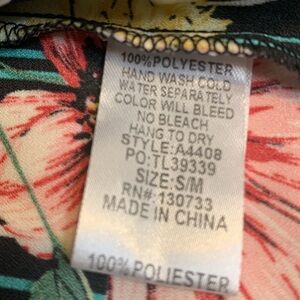 100%POLYESTER
HAND WASH COLD
WATER SEPARATELY
COLOR WILL BLEED
NO BLEACH
HANG TO DRY
STYLE:A4408
PO:TL39339
SIZE:S/M
RN#:130733
MADE IN CHINA
100%POLIESTER